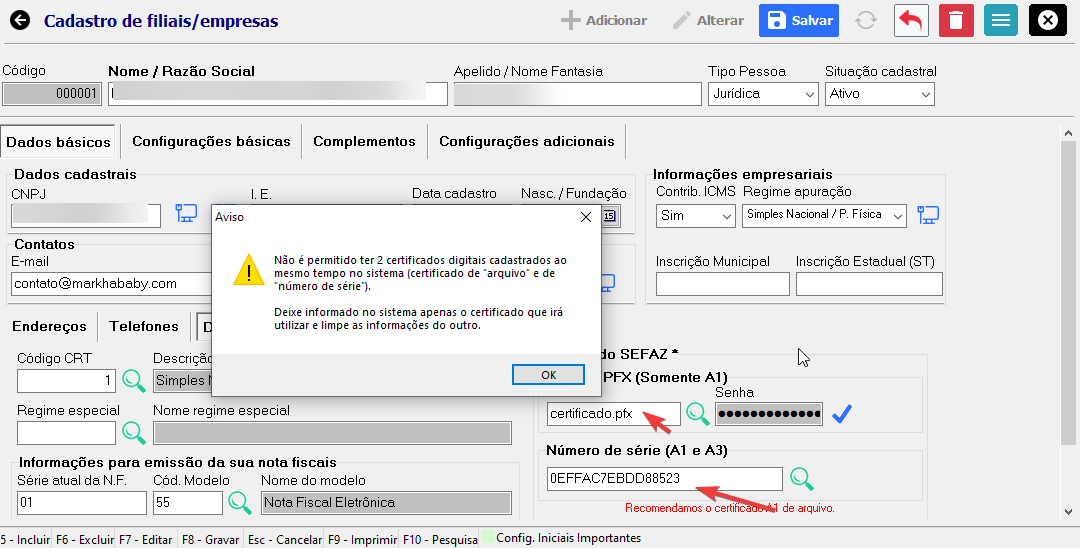 Cadastro de filiais/empresas
Adicionar
Alterar
Salvar
Código
Nome / Razão Social
Apelido / Nome Fantasia
Tipo Pessoa
Situação cadastral
000001
Jurídica
Ativo
Dados básicos
Configurações básicas
Complementos
Configurações adicionais
Dados cadastrais
Informações empresariais
CNPJ
I. E.
Data cadastro
Nasc. / Fundação
Contrib. ICMS
Regime apuração
15
Sim
Simples Nacional / P. Física
Aviso
Não é permitido ter 2 certificados digitais cadastrados ao
mesmo tempo no sistema (certificado de "arquivo" e de
"número de série").
Deixe informado no sistema apenas o certificado que irá
utilizar e limpe as informações do outro.
OK
Contatos
E-mail
contato@markhababy.com
Inscrição Municipal
Inscrição Estadual (ST)
Endereços
Telefones
D
Código CRT
Descrição
1
Simples N
do SEFAZ *
PFX (Somente A1)
Senha
certificado.pfx
Regime especial
Nome regime especial
Número de série (A1 e A3)
0EFFAC7EBDD88523
Recomendamos o certificado A1 de arquivo.
Informações para emissão da sua nota fiscais
Série atual da N.F.
Cód. Modelo
Nome do modelo
01
55
Nota Fiscal Eletrônica
5 - Incluir
F6 - Excluir
F7 - Editar
F8 - Gravar
Esc - Cancelar
F9 - Imprimir
F10 - Pesquisa
Config. Iniciais Importantes